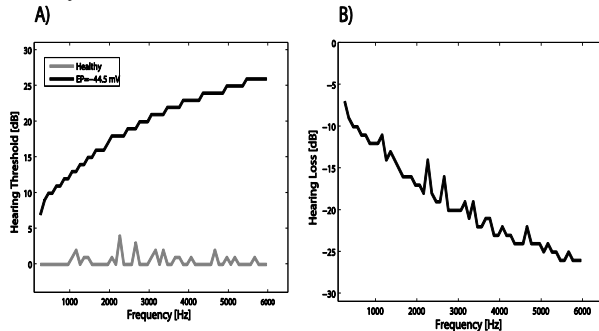 A)
30
25
20
15
10
5
0
Hearing Threshold [dB]
Healthy
EP=-44.5 mV
1000 2000 3000 4000 5000 6000
Frequency [Hz]
B)
0
-5
-10
-15
-20
-25
-30
Hearing Loss [dB]
1000 2000 3000 4000 5000 6000
Frequency [Hz]